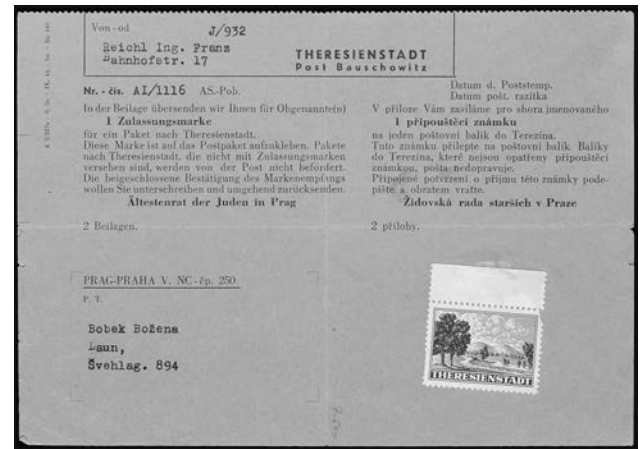 Von - od J/932
Reichl Ing. Franz
Bahnhofstr. 17
THERESIENSTADT
Post Bauschowitz
Nr. - čís. AI/1116 AS.-Pob.
In der Beilage übersenden wir Ihnen für Obgenannte(n)
1 Zulassungsmarke
für ein Paket nach Theresienstadt.
Diese Marke ist auf das Postpaket aufzukleben. Pakete
nach Theresienstadt, die nicht mit Zulassungsmarken
versehen sind, werden von der Post nicht befördert.
Die beigeschlossene Bestätigung des Markenempfangs
wollen Sie unterschreiben und umgehend zurücksenden.
Ältestenrat der Juden in Prag
2 Beilagen.
Datum d. Poststemp.
Datum pošt. razítka
V příloze Vám zasíláme pro shora jmenovaného
1 připouštěcí známku
na jeden poštovní balík do Terezína.
Tuto známku přilepte na poštovní balík. Balíky
do Terezína, které nejsou opatřeny připouštěcí
známkou, pošta nedopravuje.
Připojené potvrzení o příjmu této známky pode-
pište a obratem vraťte.
Židovská rada starších v Praze
2 přílohy.
PRAG-PRAHA V. NC - čp. 250
P. T.
Bobek Božena
Laun,
Švehlag. 894
THERESIENSTADT